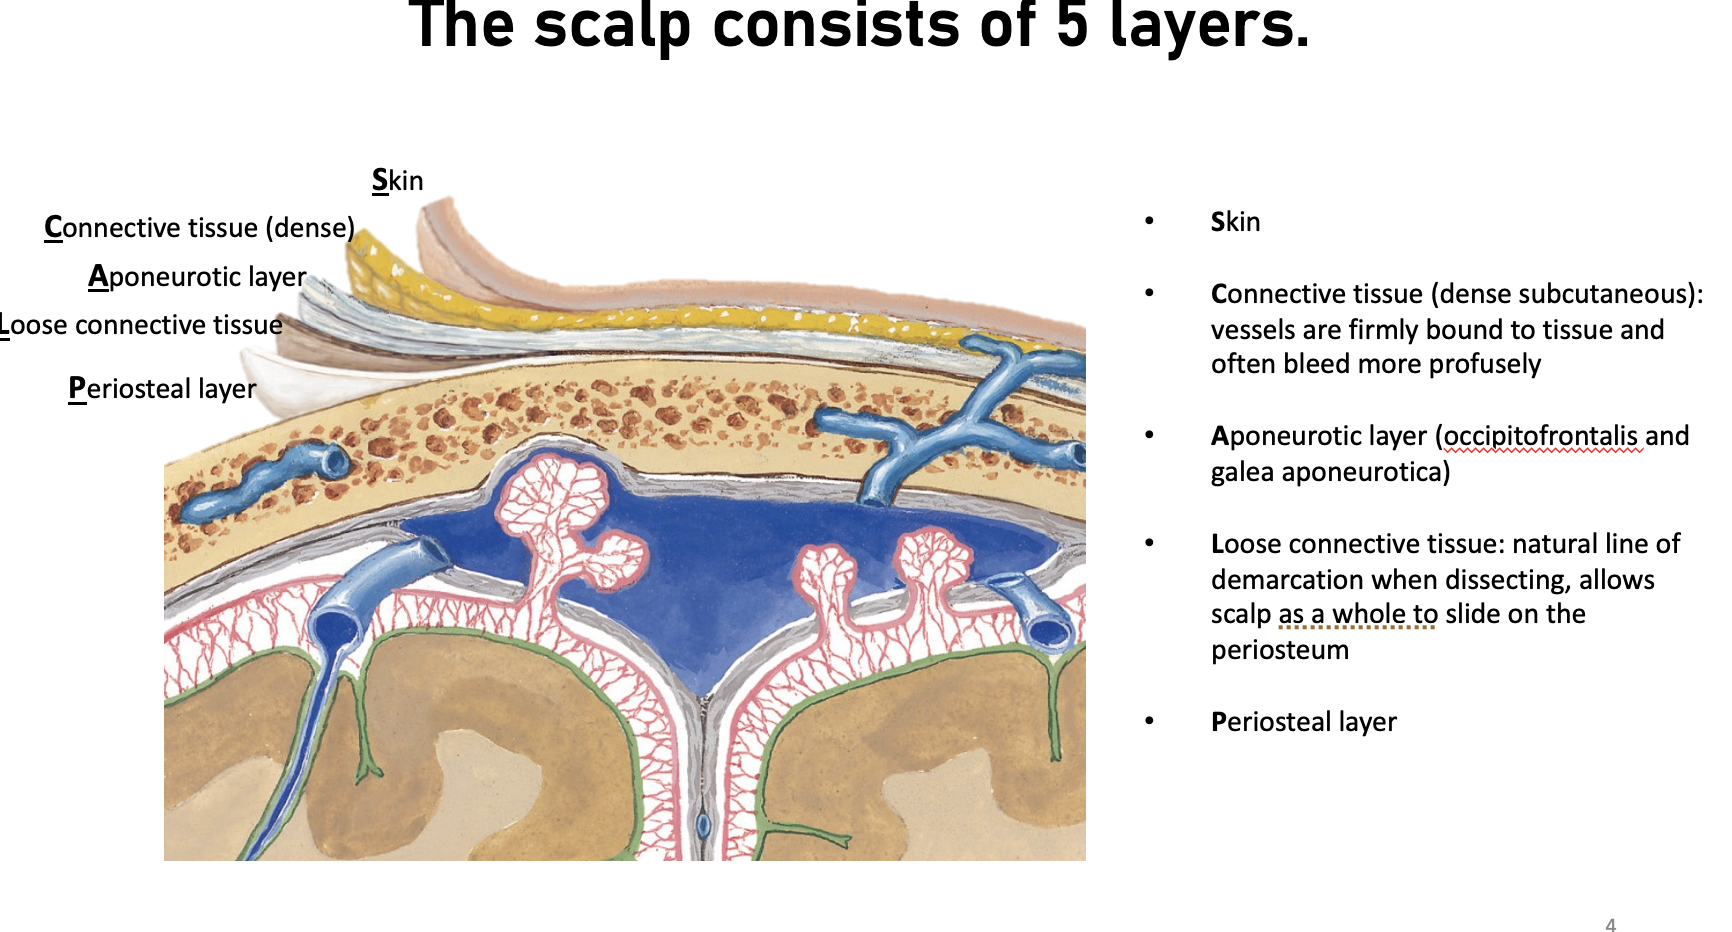 The scalp consists of 5 layers.
Skin
Connective tissue (dense)
Aponeurotic layer
Loose connective tissue
Periosteal layer
• Skin
• Connective tissue (dense subcutaneous):
vessels are firmly bound to tissue and
often bleed more profusely
• Aponeurotic layer (occipitofrontalis and
galea aponeurotica)
• Loose connective tissue: natural line of
demarcation when dissecting, allows
scalp as a whole to slide on the
periosteum
• Periosteal layer
4